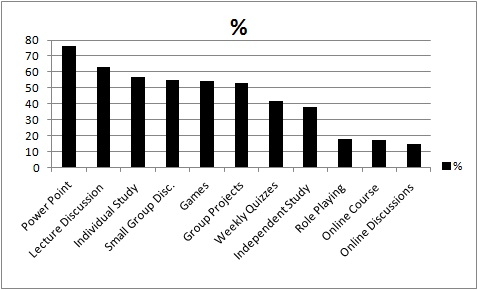 %
80
70
60
50
40
30
20
10
0
Power Point
Lecture Discussion
Individual Study
Small Group Disc.
Games
Group Projects
Weekly Quizzes
Independent Study
Role Playing
Online Course
Online Discussions
%